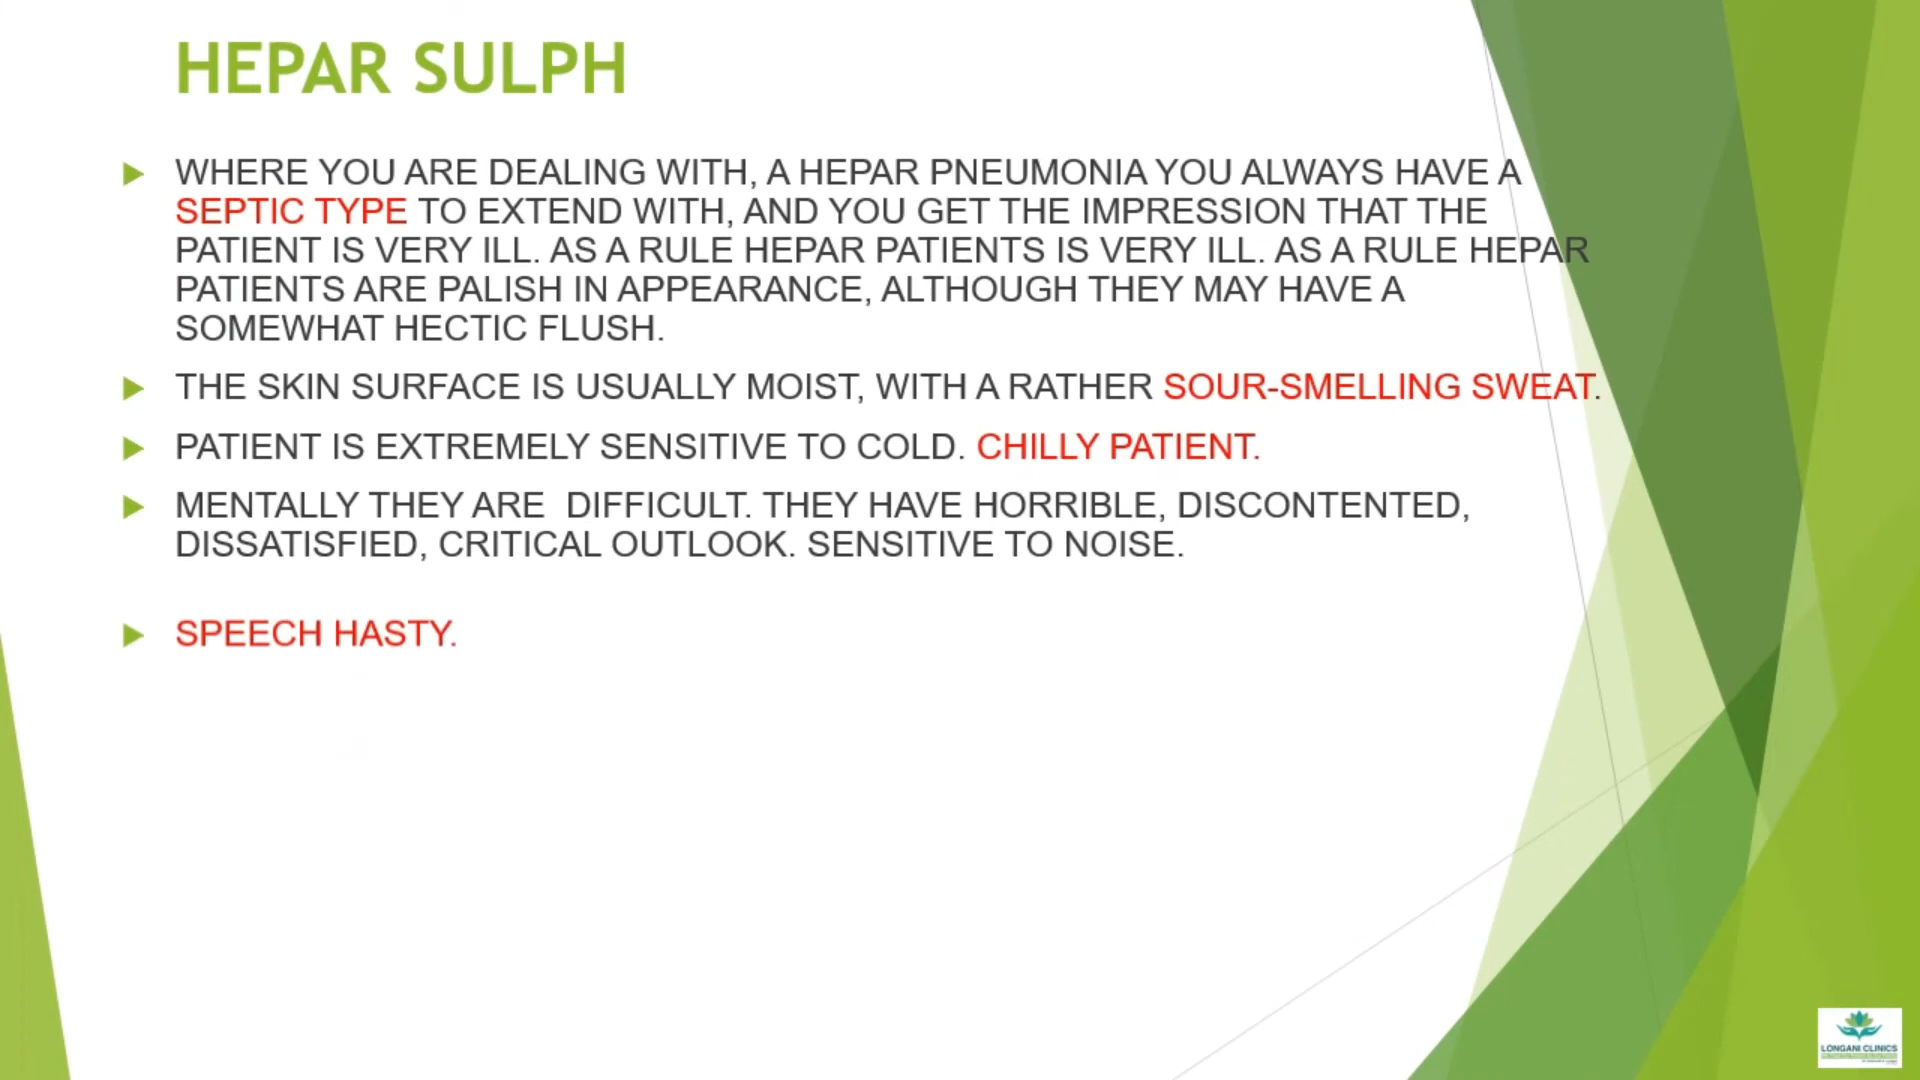 HEPAR SULPH
WHERE YOU ARE DEALING WITH, A HEPAR PNEUMONIA YOU ALWAYS HAVE A
SEPTIC TYPE TO EXTEND WITH, AND YOU GET THE IMPRESSION THAT THE
PATIENT IS VERY ILL. AS A RULE HEPAR PATIENTS IS VERY ILL. AS A RULE HEPAR
PATIENTS ARE PALISH IN APPEARANCE, ALTHOUGH THEY MAY HAVE A
SOMEWHAT HECTIC FLUSH.
THE SKIN SURFACE IS USUALLY MOIST, WITH A RATHER SOUR-SMELLING SWEAT.
PATIENT IS EXTREMELY SENSITIVE TO COLD. CHILLY PATIENT.
MENTALLY THEY ARE DIFFICULT. THEY HAVE HORRIBLE, DISCONTENTED,
DISSATISFIED, CRITICAL OUTLOOK. SENSITIVE TO NOISE.
SPEECH HASTY.
LONGANI CLINICS